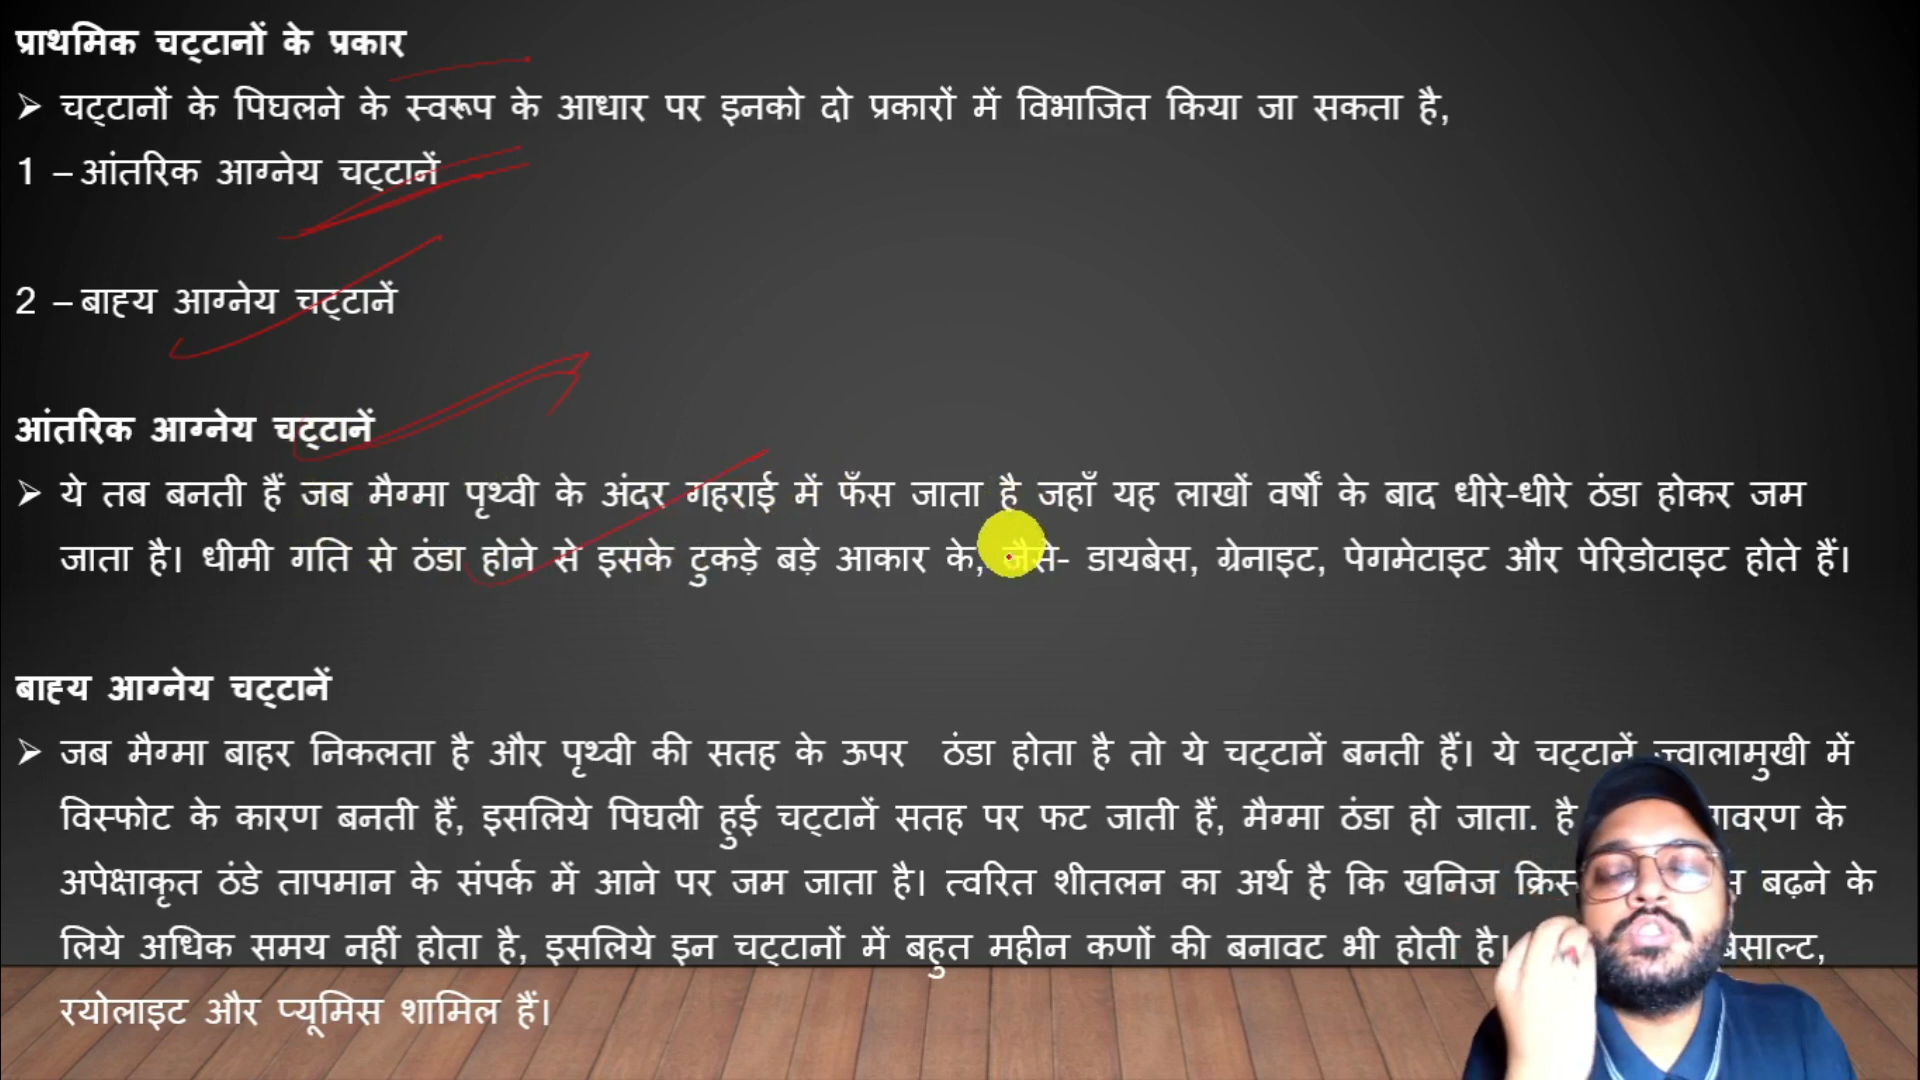 प्राथमिक चट्टानों के प्रकार
➢ चट्टानों के पिघलने के स्वरूप के आधार पर इनको दो प्रकारों में विभाजित किया जा सकता है,
1 – आंतरिक आग्नेय चट्टानें
2 – बाह्य आग्नेय चट्टानें
आंतरिक आग्नेय चट्टानें
➢ ये तब बनती हैं जब मैग्मा पृथ्वी के अंदर गहराई में फँस जाता है जहाँ यह लाखों वर्षों के बाद धीरे-धीरे ठंडा होकर जम
जाता है। धीमी गति से ठंडा होने से इसके टुकड़े बड़े आकार के, जैसे- डायबेस, ग्रेनाइट, पेगमेटाइट और पेरिडोटाइट होते हैं।
बाह्य आग्नेय चट्टानें
➢ जब मैग्मा बाहर निकलता है और पृथ्वी की सतह के ऊपर ठंडा होता है तो ये चट्टानें बनती हैं। ये चट्टानें ज्वालामुखी में
विस्फोट के कारण बनती हैं, इसलिये पिघली हुई चट्टानें सतह पर फट जाती हैं, मैग्मा ठंडा हो जाता. है के
अपेक्षाकृत ठंडे तापमान के संपर्क में आने पर जम जाता है। त्वरित शीतलन का अर्थ है कि खनिज बढ़ने के
लिये अधिक समय नहीं होता है, इसलिये इन चट्टानों में बहुत महीन कणों की बनावट भी होती है। बेसाल्ट,
रयोलाइट और प्यूमिस शामिल हैं।